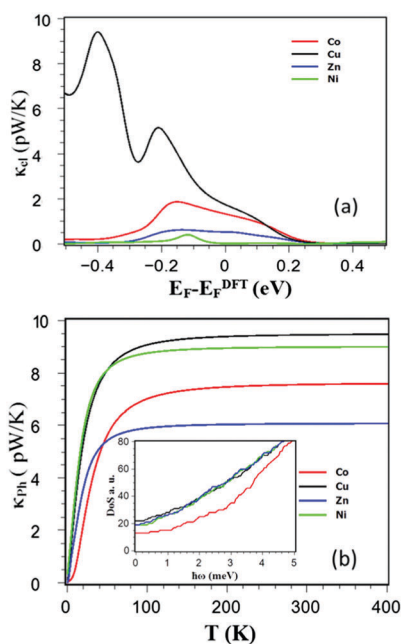 10
8
6
4
2
0
κel (pW/K)
Co
Cu
Zn
Ni
(a)
−0.4 −0.2 0 0.2 0.4
EF-EFDFT (eV)
10
8
6
4
2
0
κPh (pW/K)
80
60
40
20
0
DoS a. u.
0 1 2 3 4 5
ħω (meV)
Co
Cu
Zn
Ni
(b)
0 100 200 300 400
T (K)